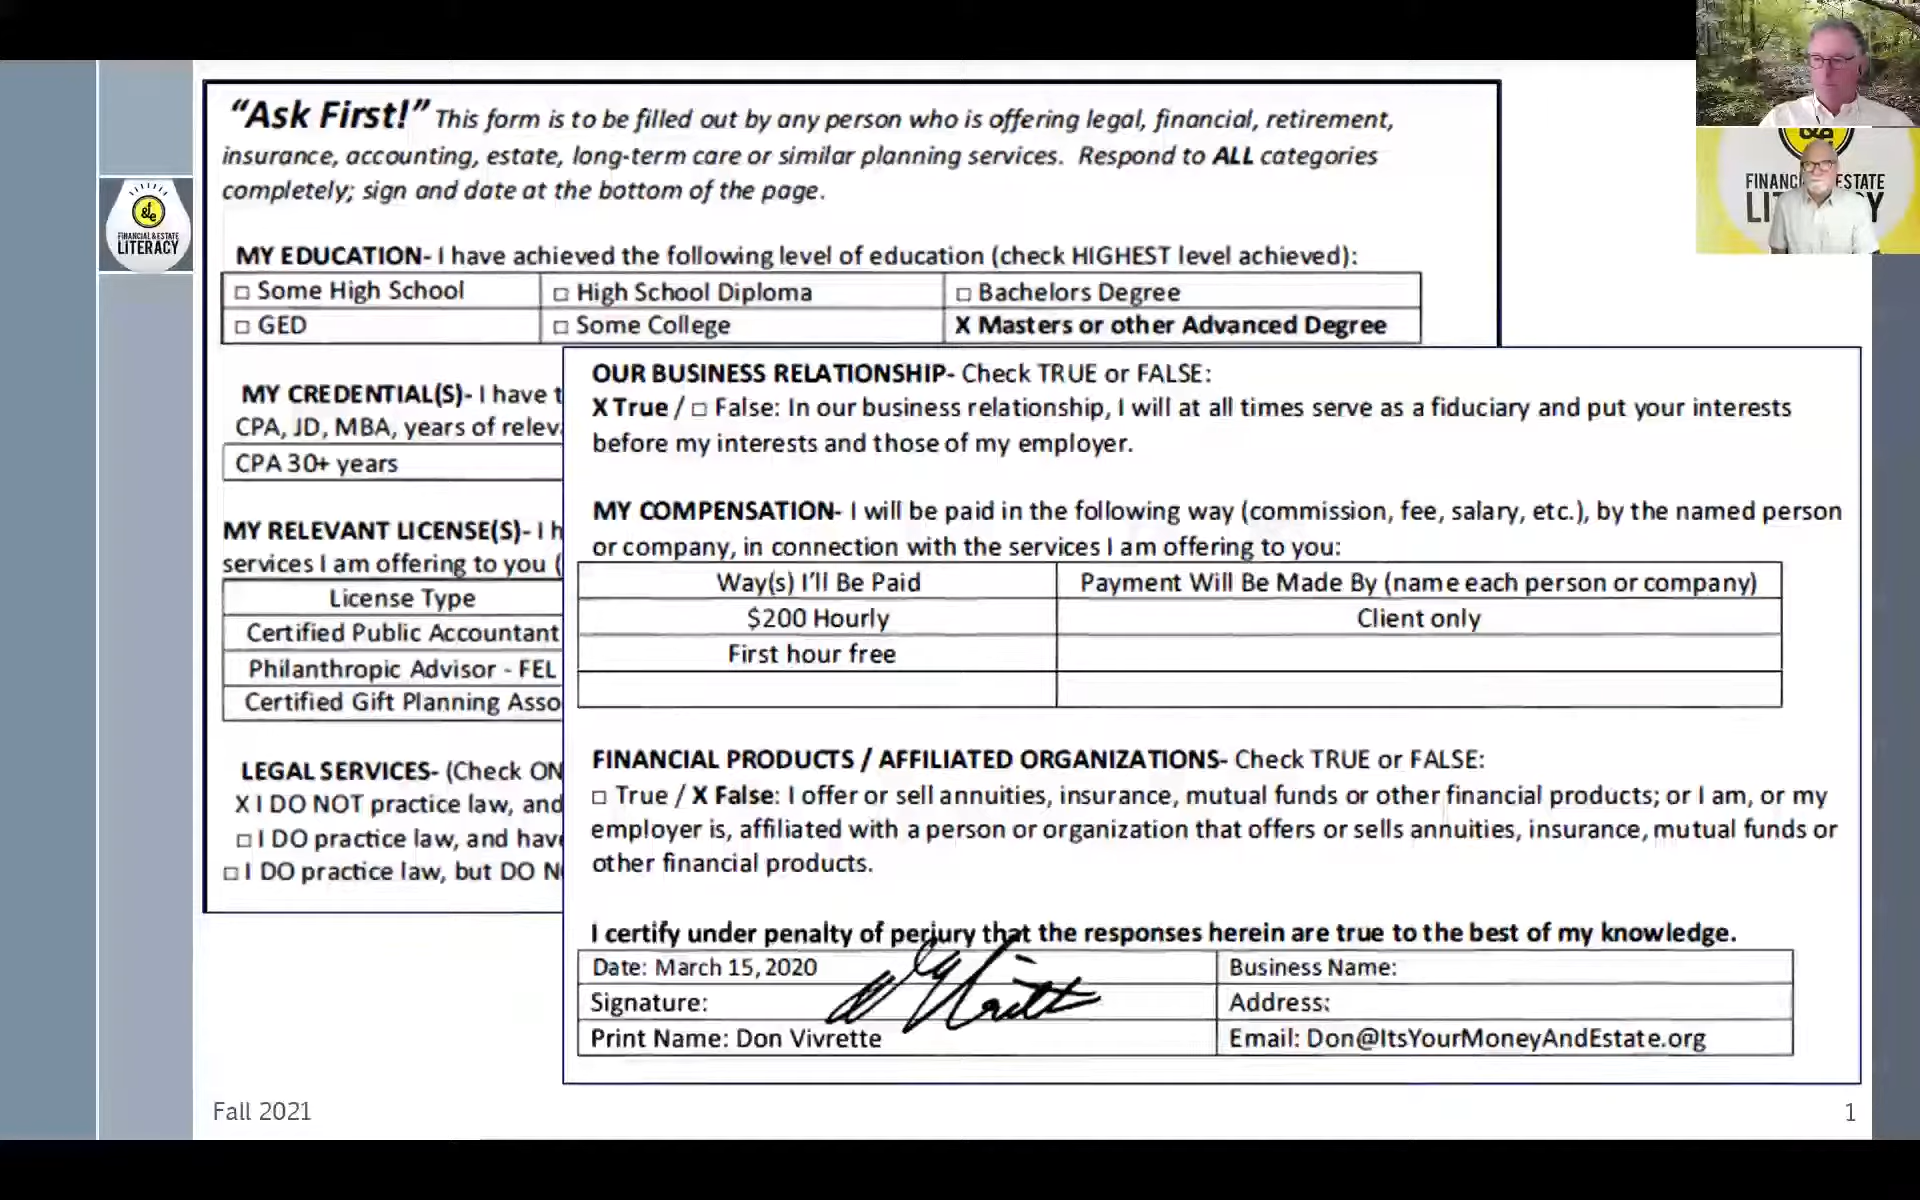 “Ask First!” This form is to be filled out by any person who is offering legal, financial, retirement,
insurance, accounting, estate, long-term care or similar planning services. Respond to ALL categories
completely; sign and date at the bottom of the page.
MY EDUCATION- I have achieved the following level of education (check HIGHEST level achieved):
□ Some High School □ High School Diploma □ Bachelors Degree
□ GED □ Some College X Masters or other Advanced Degree
MY CREDENTIAL(S)- I have
CPA, JD, MBA, years of
CPA 30+ years
MY RELEVANT LICENSE(S)- I
services I am offering to you (
License Type
Certified Public Accountant
Philanthropic Advisor - FEL
Certified Gift Planning
LEGAL SERVICES- (Check
X I DO NOT practice law, and
□ I DO practice law, and
□ I DO practice law, but DO
OUR BUSINESS RELATIONSHIP- Check TRUE or FALSE:
X True / □ False: In our business relationship, I will at all times serve as a fiduciary and put your interests
before my interests and those of my employer.
MY COMPENSATION- I will be paid in the following way (commission, fee, salary, etc.), by the named person
or company, in connection with the services I am offering to you:
Way(s) I’ll Be Paid Payment Will Be Made By (name each person or company)
$200 Hourly Client only
First hour free
FINANCIAL PRODUCTS / AFFILIATED ORGANIZATIONS- Check TRUE or FALSE:
□ True / X False: I offer or sell annuities, insurance, mutual funds or other financial products; or I am, or my
employer is, affiliated with a person or organization that offers or sells annuities, insurance, mutual funds or
other financial products.
I certify under penalty of perjury that the responses herein are true to the best of my knowledge.
Date: March 15, 2020 Business Name:
Signature: Address:
Print Name: Don Vivrette Email: Don@ItsYourMoneyAndEstate.org
Fall 2021 1
f&e
FINANCIAL & ESTATE
LITERACY
ESTATE